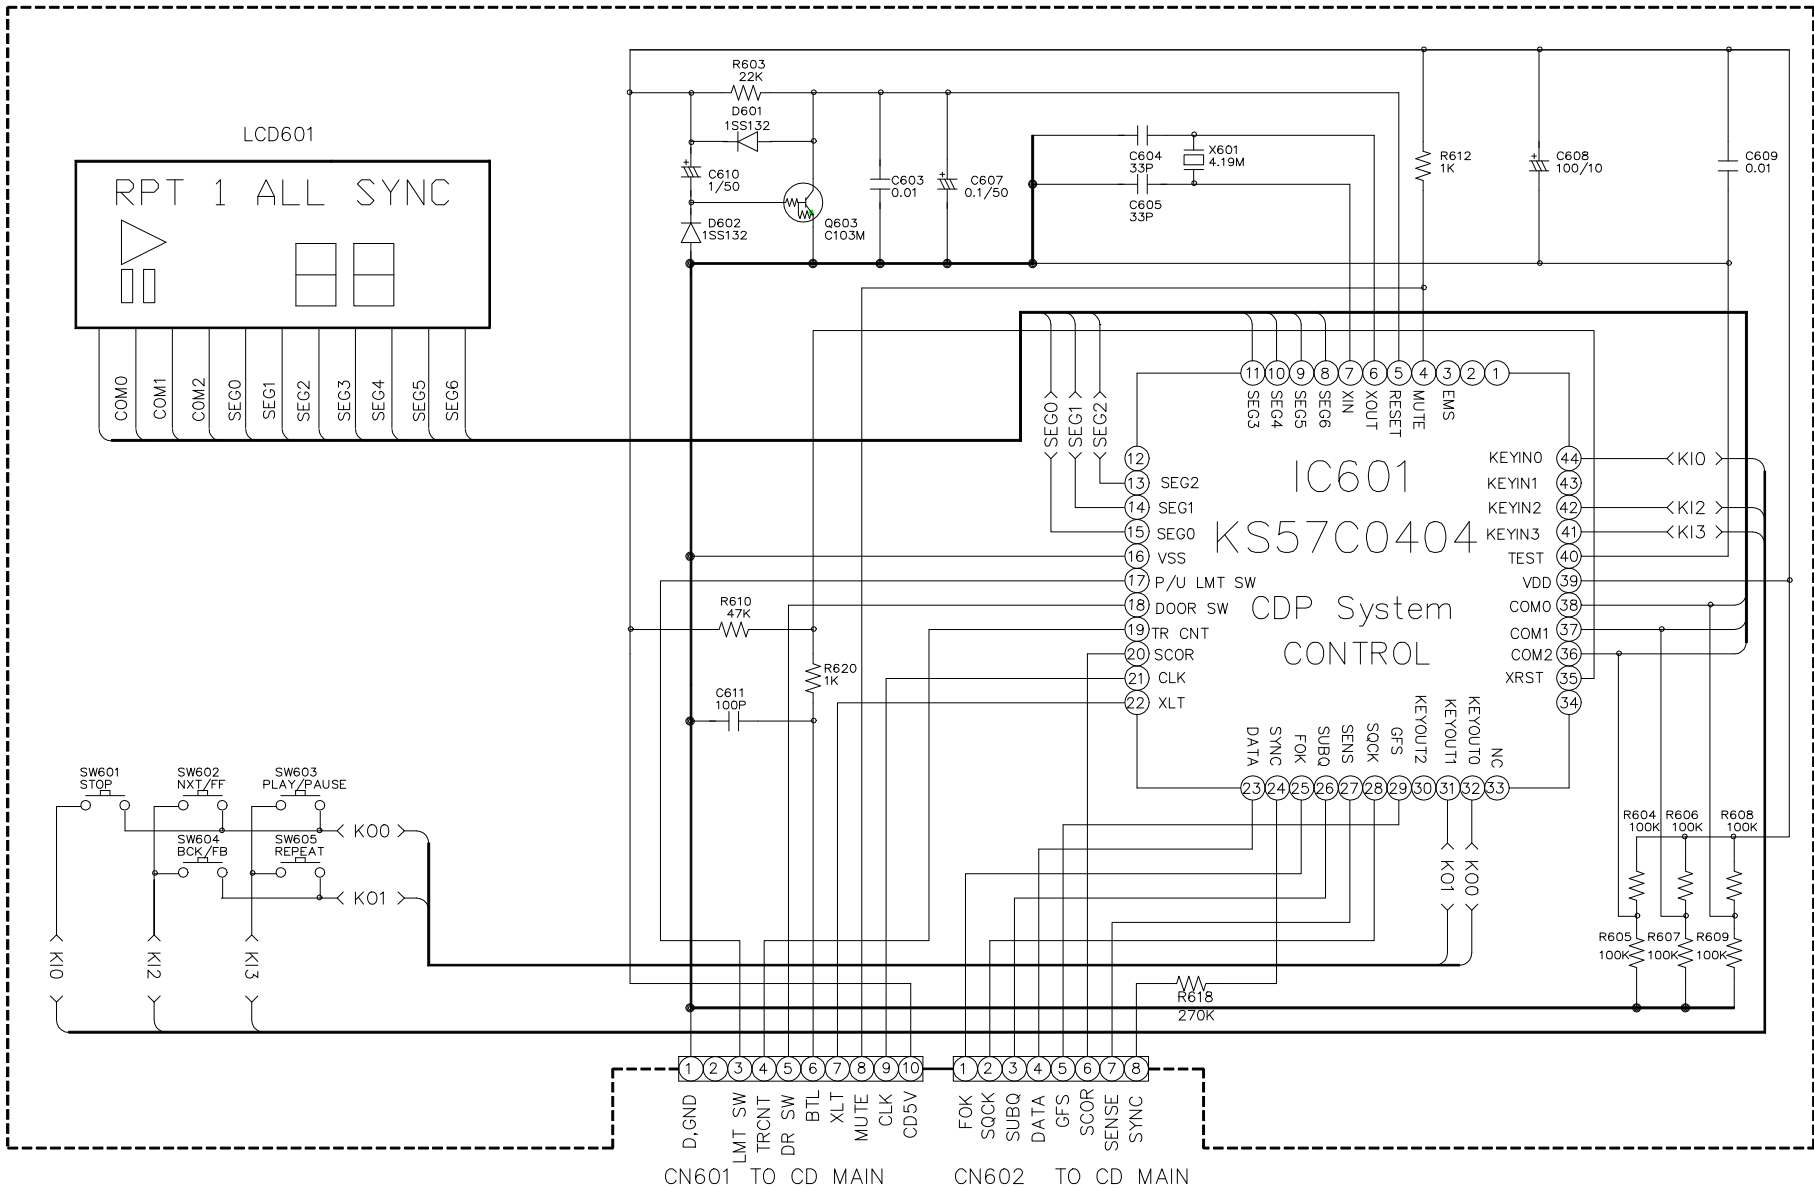 R603
22K
D601
1SS132
C610
1/50
D602
1SS132
Q603
C103M
C603
0.01
C607
0.1/50
C604
33P
X601
4.19M
C605
33P
R612
1K
C608
100/10
C609
0.01
LCD601
RPT 1 ALL SYNC
COM0
COM1
COM2
SEG0
SEG1
SEG2
SEG3
SEG4
SEG5
SEG6
SEG0
SEG1
SEG2
11
10
9
8
7
6
5
4
3
2
1
SEG3
SEG4
SEG5
SEG6
XIN
XOUT
RESET
MUTE
EMS
12
13 SEG2
14 SEG1
15 SEG0
16 VSS
17 P/U LMT SW
18 DOOR SW
19 TR CNT
20 SCOR
21 CLK
22 XLT
IC601
KS57C0404
CDP System
CONTROL
KEYIN0 44 KI0
KEYIN1 43
KEYIN2 42 KI2
KEYIN3 41 KI3
TEST 40
VDD 39
COM0 38
COM1 37
COM2 36
XRST 35
34
DATA
SYNC
FOK
SUBQ
SENS
SQCK
GFS
KEYOUT2
KEYOUT1
KEYOUT0
NC
23
24
25
26
27
28
29
30
31
32
33
KO1
KO0
R610
47K
R620
1K
C611
100P
SW601
STOP
SW602
NXT/FF
SW603
PLAY/PAUSE
KO0
SW604
BCK/FB
SW605
REPEAT
KO1
KI0
KI2
KI3
R604
100K
R606
100K
R608
100K
R605
100K
R607
100K
R609
100K
R618
270K
1 2 3 4 5 6 7 8 9 10
D,GND
LMT SW
TRCNT
DR SW
BTL
XLT
MUTE
CLK
CD5V
CN601 TO CD MAIN
1 2 3 4 5 6 7 8
FOK
SQCK
SUBQ
DATA
GFS
SCOR
SENSE
SYNC
CN602 TO CD MAIN